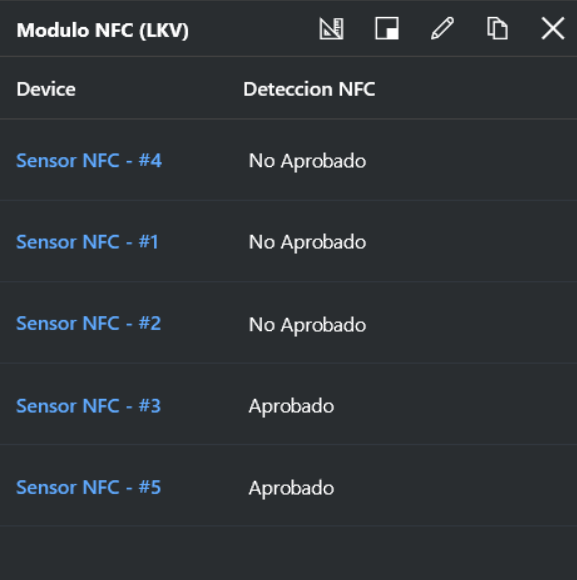 Modulo NFC (LKV)
Device Deteccion NFC
Sensor NFC - #4 No Aprobado
Sensor NFC - #1 No Aprobado
Sensor NFC - #2 No Aprobado
Sensor NFC - #3 Aprobado
Sensor NFC - #5 Aprobado